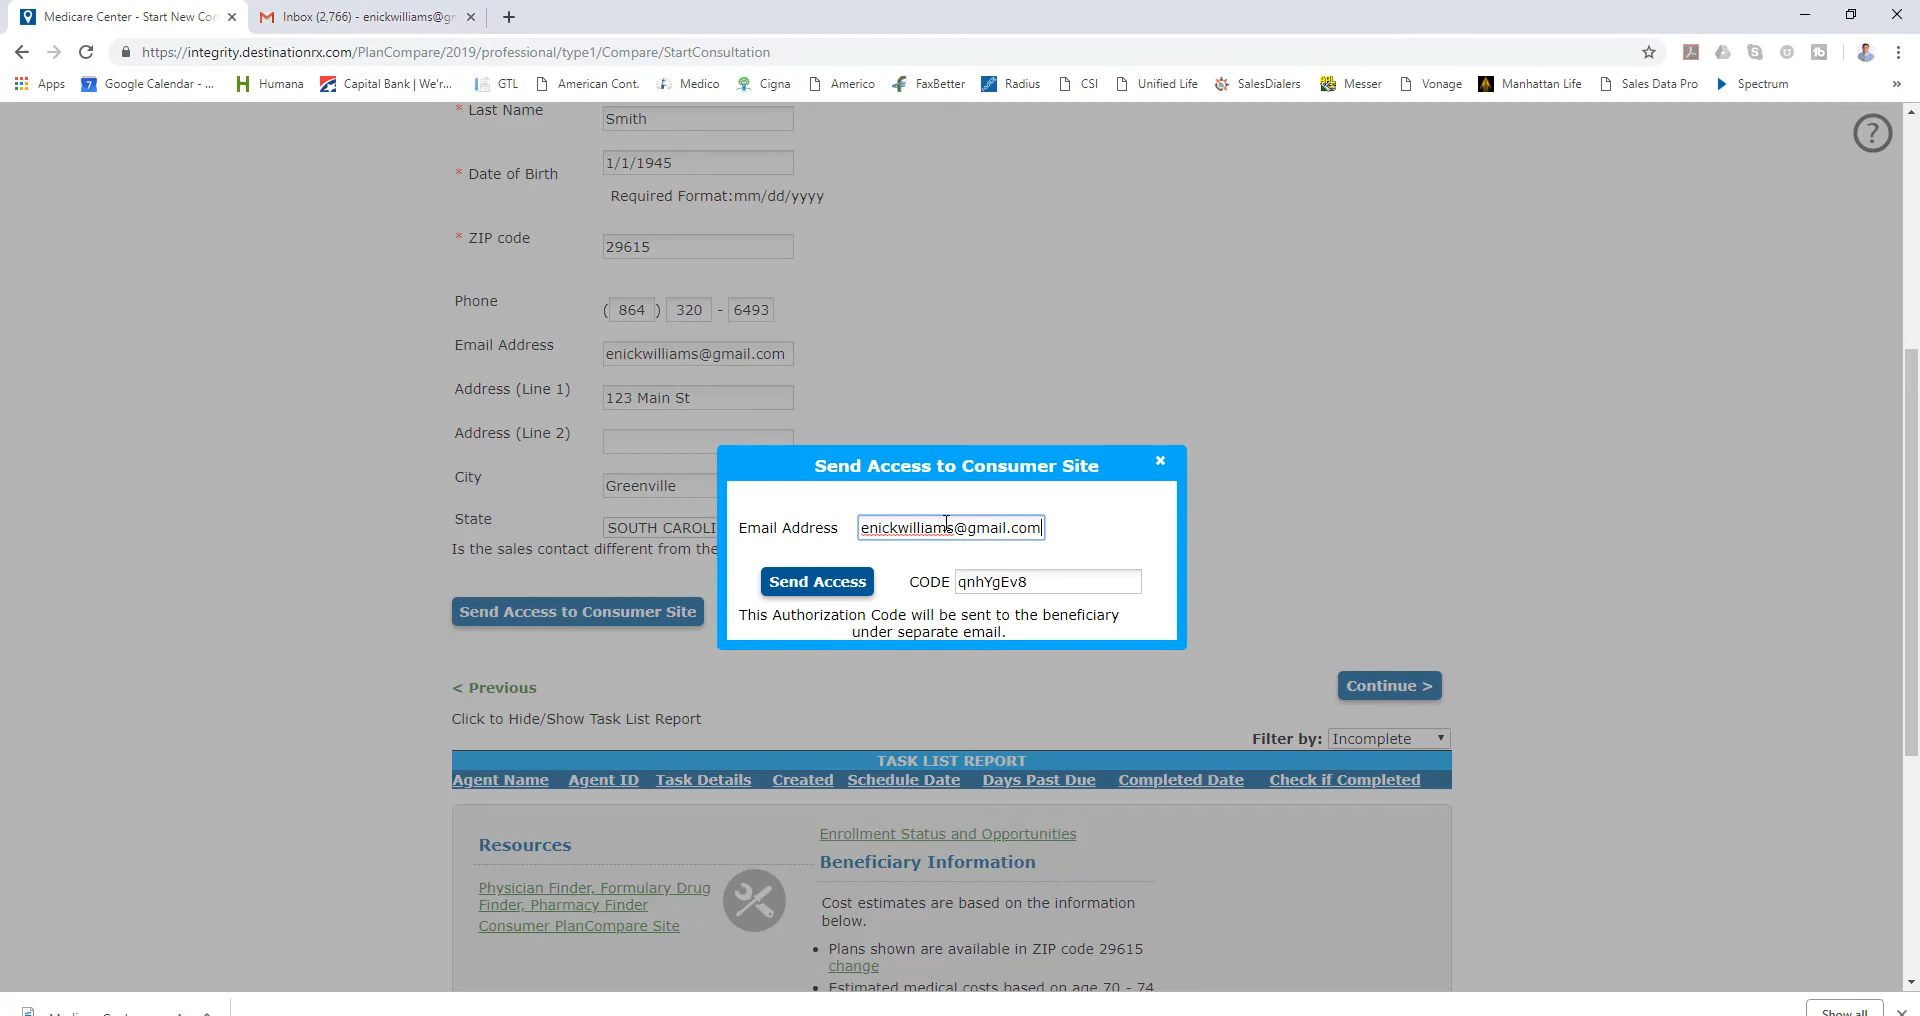 Medicare Center - Start New Con
Inbox (2,766) - enickwilliams@gm
https://integrity.destinationrx.com/PlanCompare/2019/professional/type1/Compare/StartConsultation
Apps
7 Google Calendar - ...
H Humana
Capital Bank | We'r...
GTL
American Cont.
Medico
Cigna
Americo
FaxBetter
Radius
CSI
Unified Life
SalesDialers
Messer
Vonage
Manhattan Life
Sales Data Pro
Spectrum
»
?
* Last Name
Smith
* Date of Birth
1/1/1945
Required Format:mm/dd/yyyy
* ZIP code
29615
Phone
( 864 ) 320 - 6493
Email Address
enickwilliams@gmail.com
Address (Line 1)
123 Main St
Address (Line 2)
City
Greenville
State
SOUTH CAROLI
Is the sales contact different from the
Send Access to Consumer Site
Send Access to Consumer Site
Email Address
enickwilliams@gmail.com
Send Access
CODE
qnhYgEv8
This Authorization Code will be sent to the beneficiary
under separate email.
< Previous
Continue >
Click to Hide/Show Task List Report
Filter by: Incomplete
TASK LIST REPORT
Agent Name Agent ID Task Details Created Schedule Date Days Past Due Completed Date Check if Completed
Resources
Physician Finder, Formulary Drug
Finder, Pharmacy Finder
Consumer PlanCompare Site
Enrollment Status and Opportunities
Beneficiary Information
Cost estimates are based on the information
below.
• Plans shown are available in ZIP code 29615
change
• Estimated medical costs based on age 70 - 74
Show all